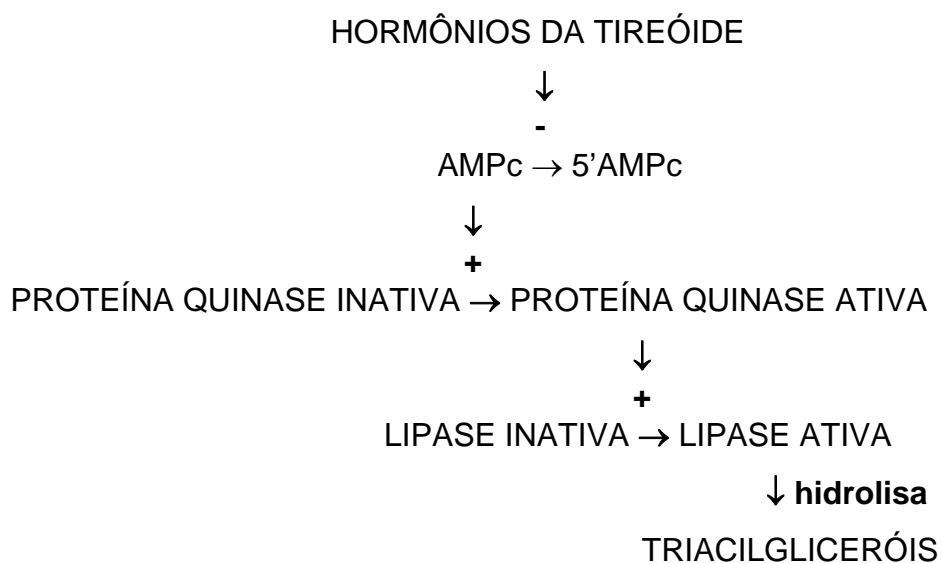 HORMÔNIOS DA TIREÓIDE
↓
-
AMPc → 5'AMPc
↓
+
PROTEÍNA QUINASE INATIVA → PROTEÍNA QUINASE ATIVA
↓
+
LIPASE INATIVA → LIPASE ATIVA
↓ hidrolisa
TRIACILGLICERÓIS